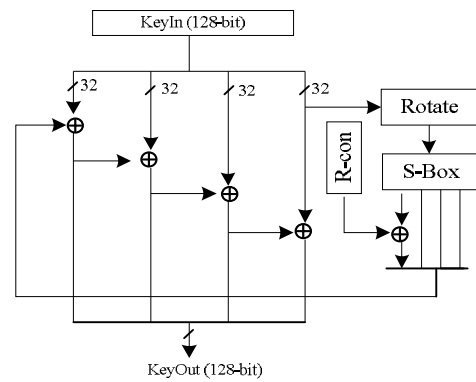 KeyIn (128-bit)
32
32
32
32
Rotate
R-con
S-Box
KeyOut (128-bit)